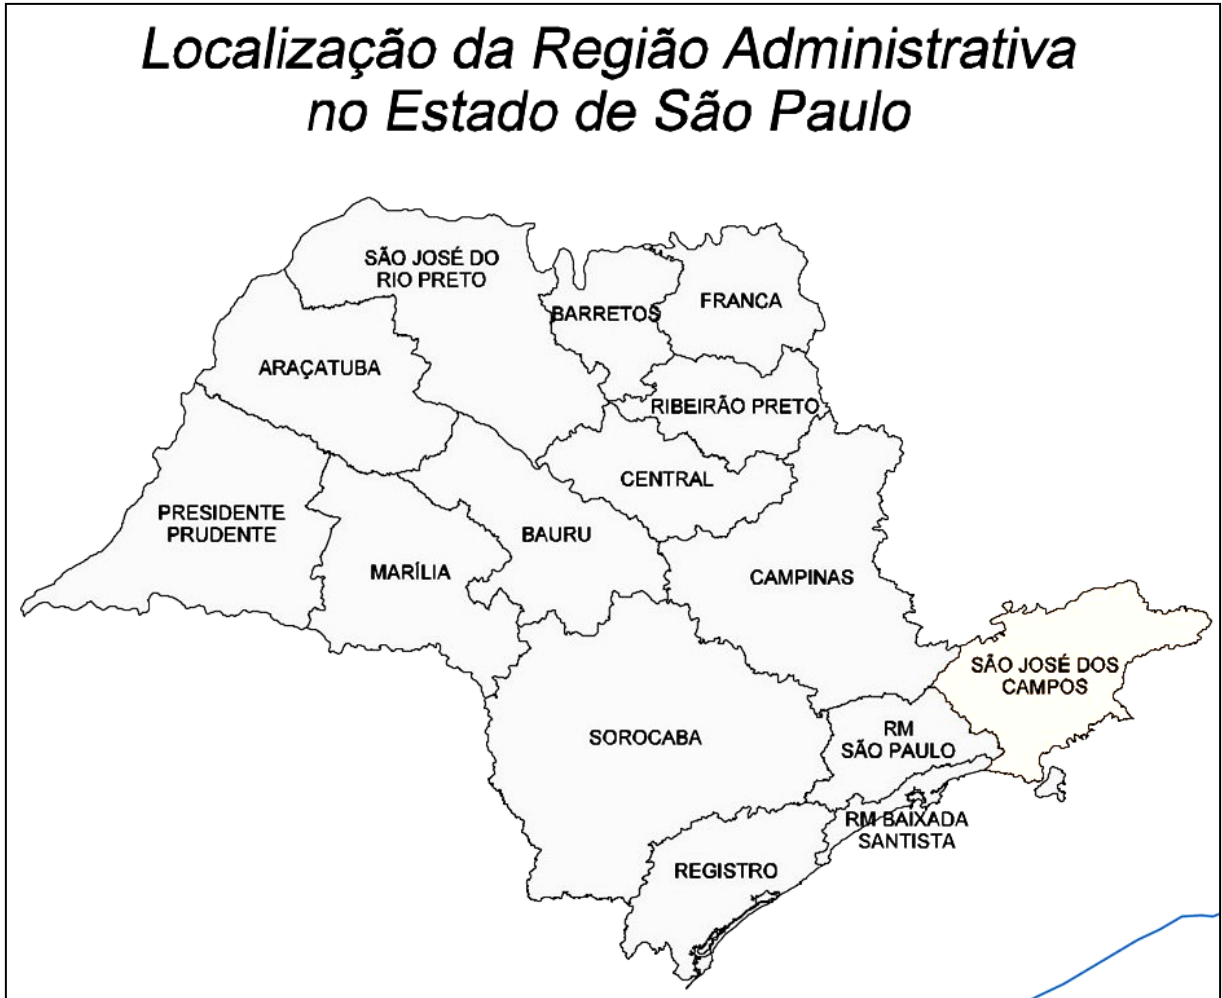 Localização da Região Administrativa
no Estado de São Paulo
SÃO JOSÉ DO
RIO PRETO
BARRETOS
FRANCA
ARAÇATUBA
RIBEIRÃO PRETO
CENTRAL
PRESIDENTE
PRUDENTE
BAURU
MARÍLIA
CAMPINAS
SÃO JOSÉ DOS
CAMPOS
SOROCABA
RM
SÃO PAULO
RM BAIXADA
SANTISTA
REGISTRO